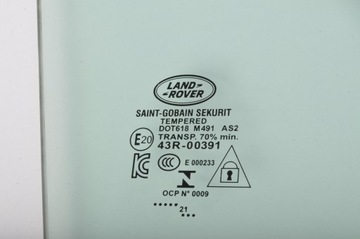 LAND-
ROVER
SAINT-GOBAIN SEKURIT
TEMPERED
DOT618 M491 AS2
TRANSP. 70% min.
E20 43R-00391
E 000233
OCP N° 0009
21